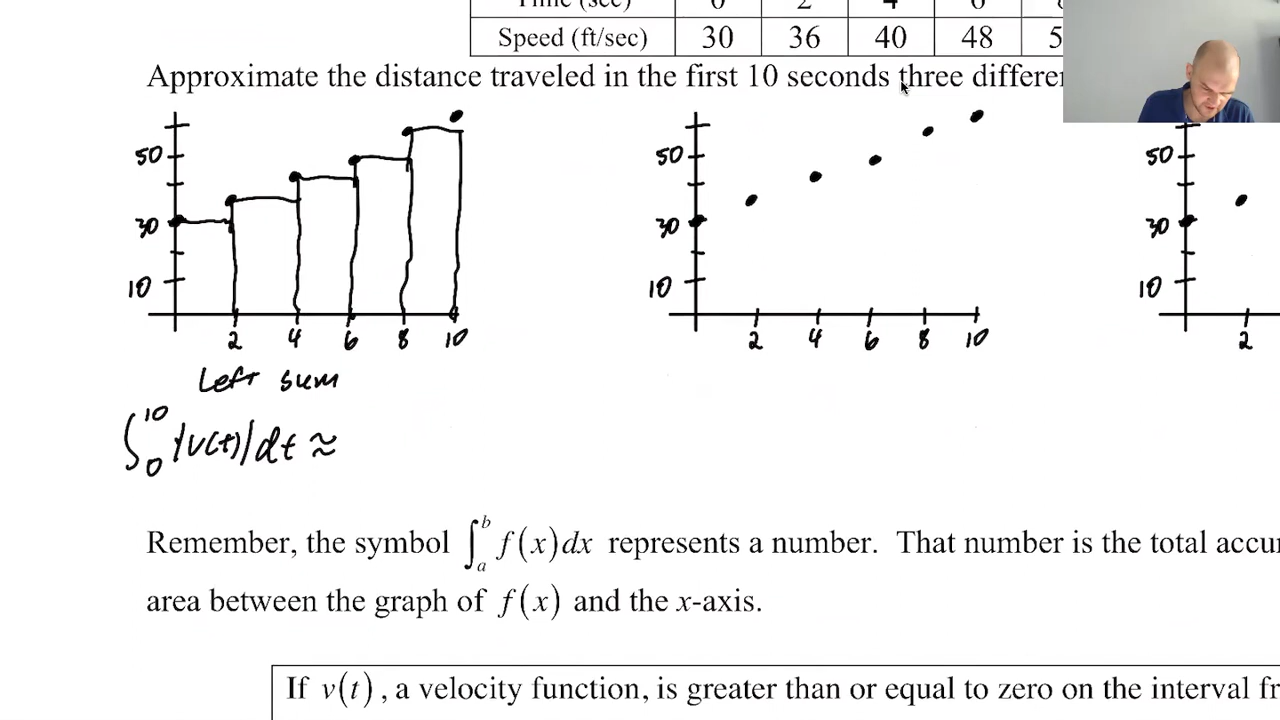 Time (sec) 0 2 4 6
Speed (ft/sec) 30 36 40 48 5
Approximate the distance traveled in the first 10 seconds three differen
50 30 10
2 4 6 8 10
Left sum
50 30 10
2 4 6 8 10
50 30 10
2
∫₀¹⁰ |v(t)| dt ≈
Remember, the symbol ∫ₐᵇ f(x)dx represents a number. That number is the total accu
area between the graph of f(x) and the x-axis.
If v(t), a velocity function, is greater than or equal to zero on the interval fr